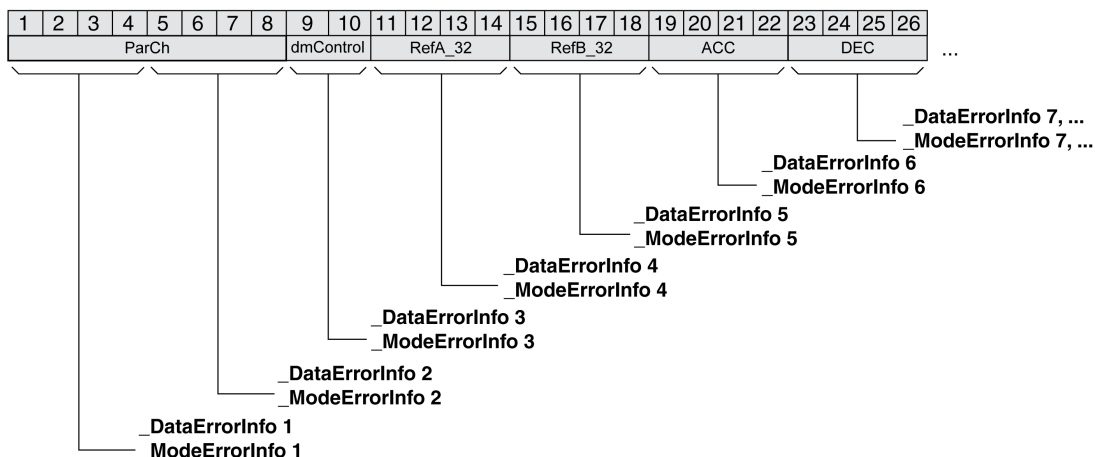 1 2 3 4 5 6 7 8 9 10 11 12 13 14 15 16 17 18 19 20 21 22 23 24 25 26
ParCh dmControl RefA_32 RefB_32 ACC DEC ...
_DataErrorInfo 7, ...
_ModeErrorInfo 7, ...
_DataErrorInfo 6
_ModeErrorInfo 6
_DataErrorInfo 5
_ModeErrorInfo 5
_DataErrorInfo 4
_ModeErrorInfo 4
_DataErrorInfo 3
_ModeErrorInfo 3
_DataErrorInfo 2
_ModeErrorInfo 2
_DataErrorInfo 1
_ModeErrorInfo 1